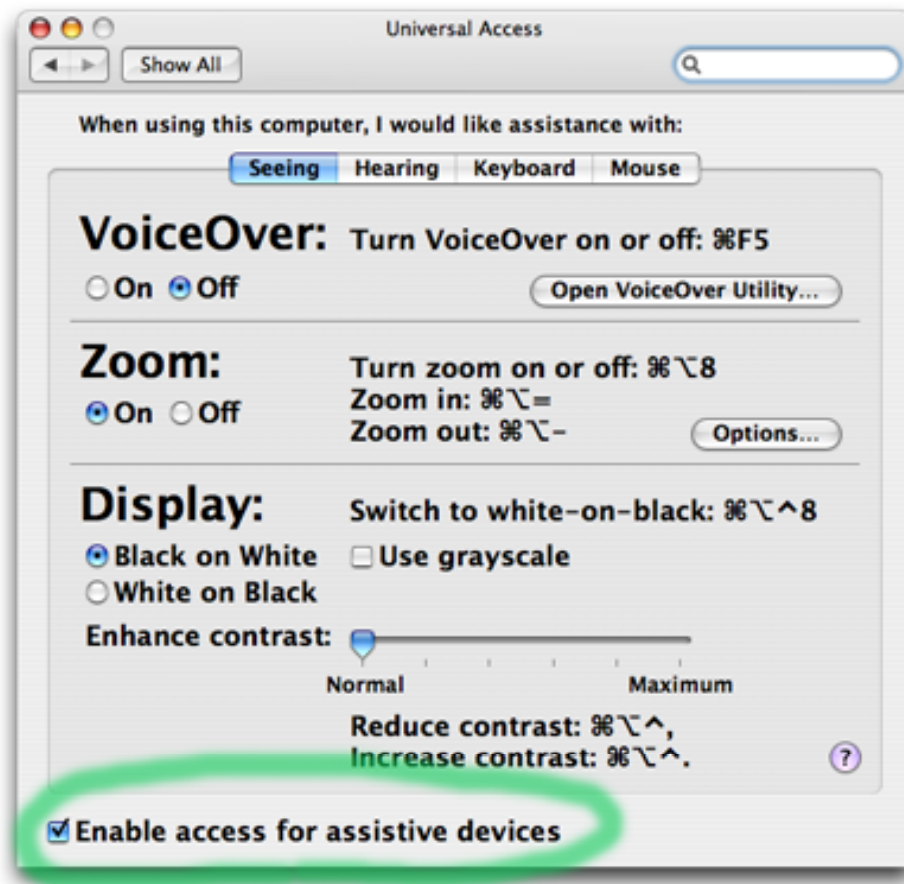 Universal Access
Show All
When using this computer, I would like assistance with:
Seeing Hearing Keyboard Mouse
VoiceOver: Turn VoiceOver on or off: ⌘F5
On Off Open VoiceOver Utility...
Zoom: Turn zoom on or off: ⌘⌥8
On Off Zoom in: ⌘⌥=
Zoom out: ⌘⌥- Options...
Display: Switch to white-on-black: ⌘⌥^8
Black on White Use grayscale
White on Black
Enhance contrast:
Normal Maximum
Reduce contrast: ⌘⌥^,
Increase contrast: ⌘⌥^. ?
Enable access for assistive devices